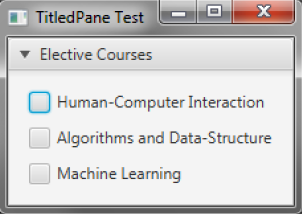 TitledPane Test
Elective Courses
Human-Computer Interaction
Algorithms and Data-Structure
Machine Learning